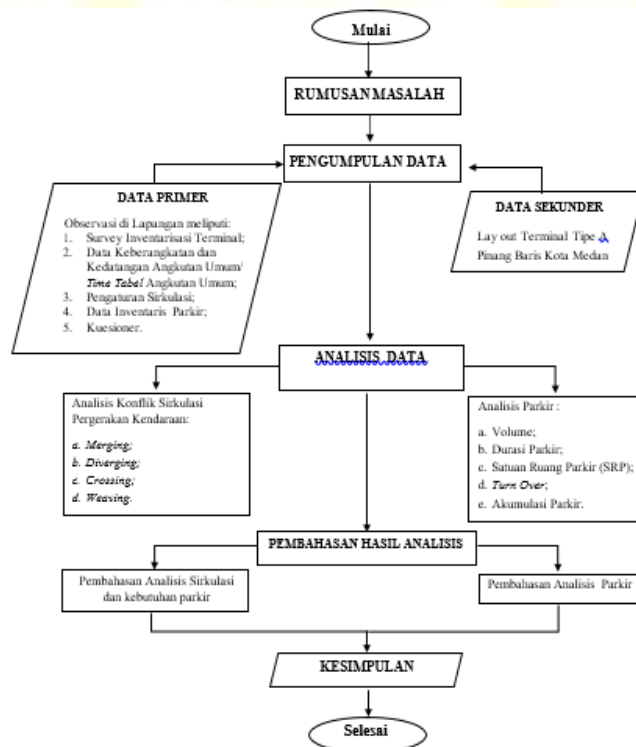 Mulai
RUMUSAN MASALAH
PENGUMPULAN DATA
DATA PRIMER
Observasi di Lapangan meliputi:
1. Survey Inventarisasi Terminal;
2. Data Keberangkatan dan
Kedatangan Angkutan Umum/
Time Tabel Angkutan Umum;
3. Pengaturan Sirkulasi;
4. Data Inventaris Parkir;
5. Kuesioner.
DATA SEKUNDER
Lay out Terminal Tipe A
Pinang Baris Kota Medan
ANALISIS DATA
Analisis Konflik Sirkulasi
Pergerakan Kendaraan:
a. Merging;
b. Diverging;
c. Crossing;
d. Weaving.
Analisis Parkir :
a. Volume;
b. Durasi Parkir;
c. Satuan Ruang Parkir (SRP);
d. Turn Over;
e. Akumulasi Parkir.
PEMBAHASAN HASIL ANALISIS
Pembahasan Analisis Sirkulasi
dan kebutuhan parkir
Pembahasan Analisis Parkir
KESIMPULAN
Selesai